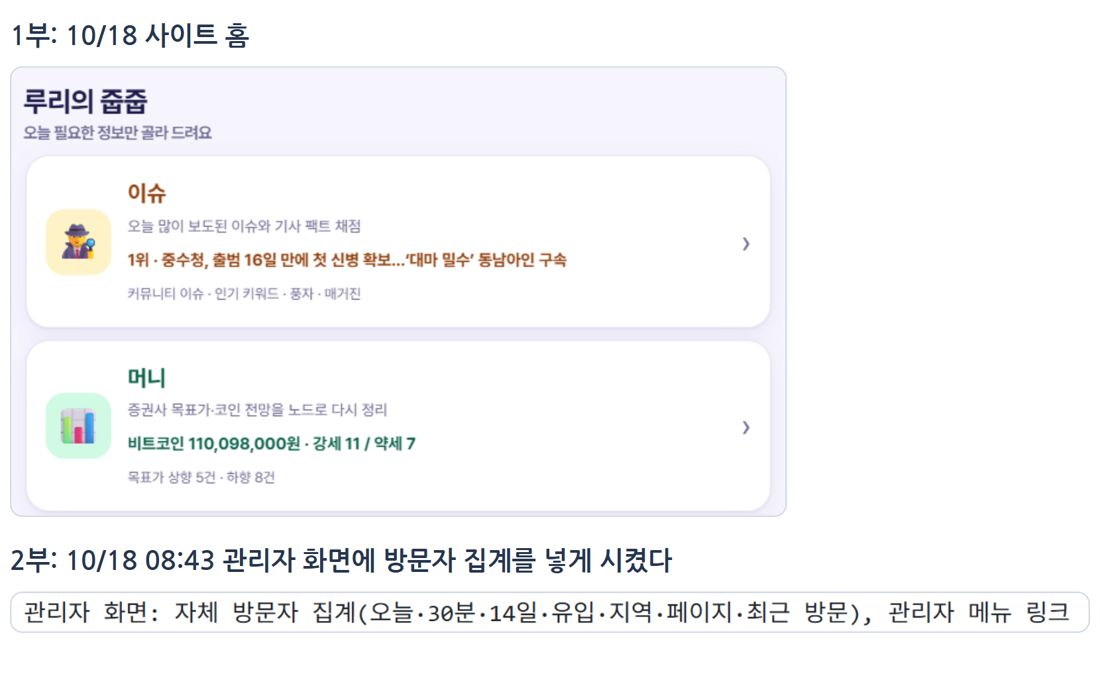 1부: 10/18 사이트 홈
루리의 줍줍
오늘 필요한 정보만 골라 드려요
이슈
오늘 많이 보도된 이슈와 기사 팩트 채점
1위 · 중수청, 출범 16일 만에 첫 신병 확보…‘대마 밀수’ 동남아인 구속
커뮤니티 이슈 · 인기 키워드 · 풍자 · 매거진
머니
증권사 목표가·코인 전망을 노드로 다시 정리
비트코인 110,098,000원 · 강세 11 / 약세 7
목표가 상향 5건 · 하향 8건
2부: 10/18 08:43 관리자 화면에 방문자 집계를 넣게 시켰다
관리자 화면: 자체 방문자 집계(오늘·30분·14일·유입·지역·페이지·최근 방문), 관리자 메뉴 링크